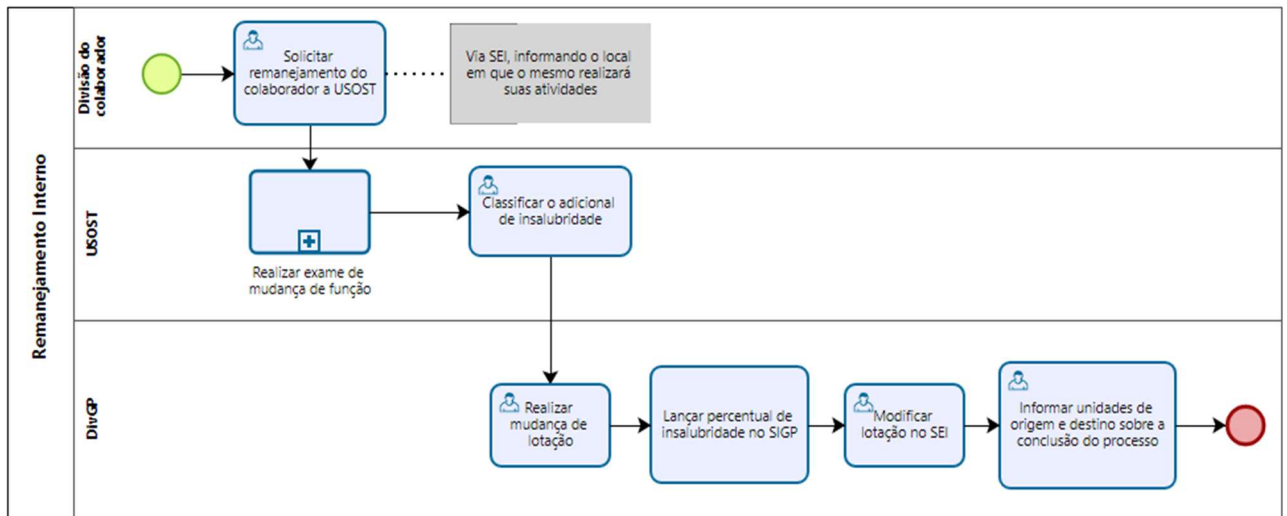 Remanejamento Interno
Divisão do
colaborador
Solicitar
remanejamento do
colaborador a USOST
Via SEI, informando o local
em que o mesmo realizará
suas atividades
USOST
Realizar exame de
mudança de função
Classificar o adicional
de insalubridade
DivGP
Realizar
mudança de
lotação
Lançar percentual de
insalubridade no SIGP
Modificar
lotação no SEI
Informar unidades de
origem e destino sobre a
conclusão do processo